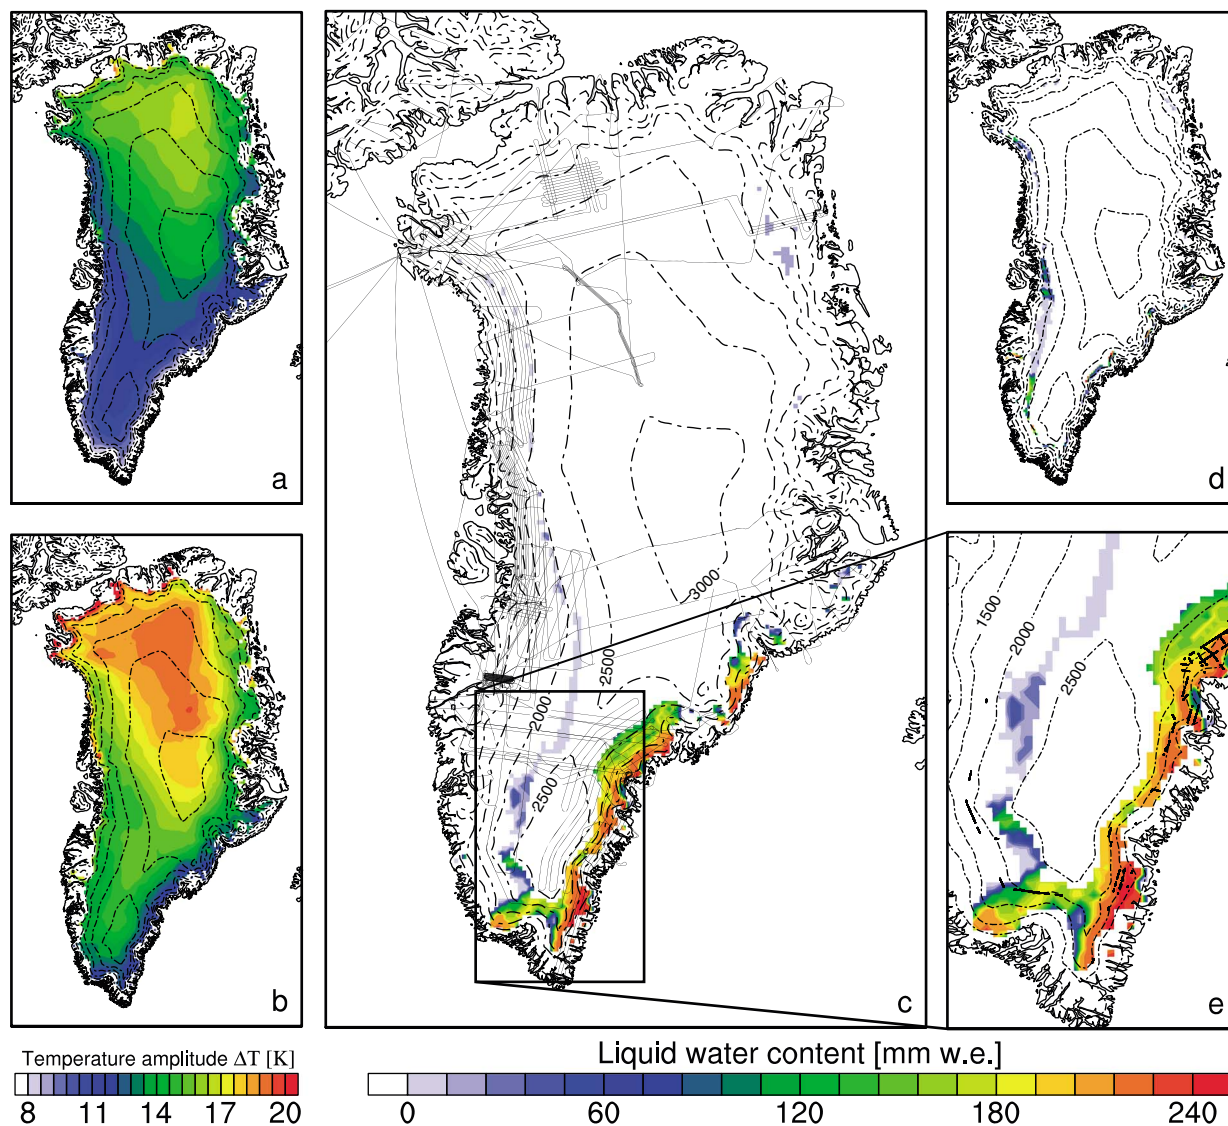 a
b
3000
2500
2000
2500
c
d
1500
2000
2500
e
Temperature amplitude ΔT [K]
8 11 14 17 20
Liquid water content [mm w.e.]
0 60 120 180 240